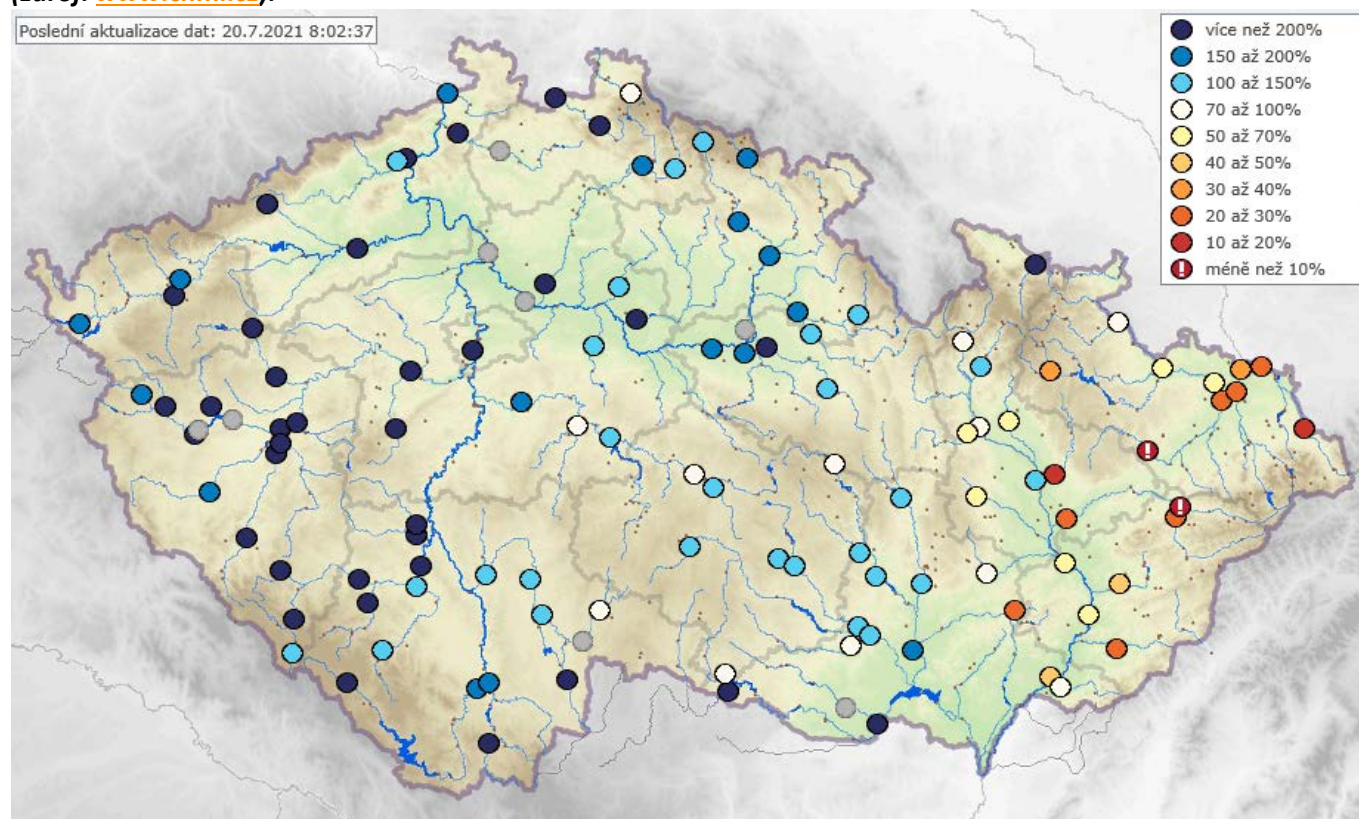 Poslední aktualizace dat: 20.7.2021 8:02:37
více než 200%
150 až 200%
100 až 150%
70 až 100%
50 až 70%
40 až 50%
30 až 40%
20 až 30%
10 až 20%
méně než 10%